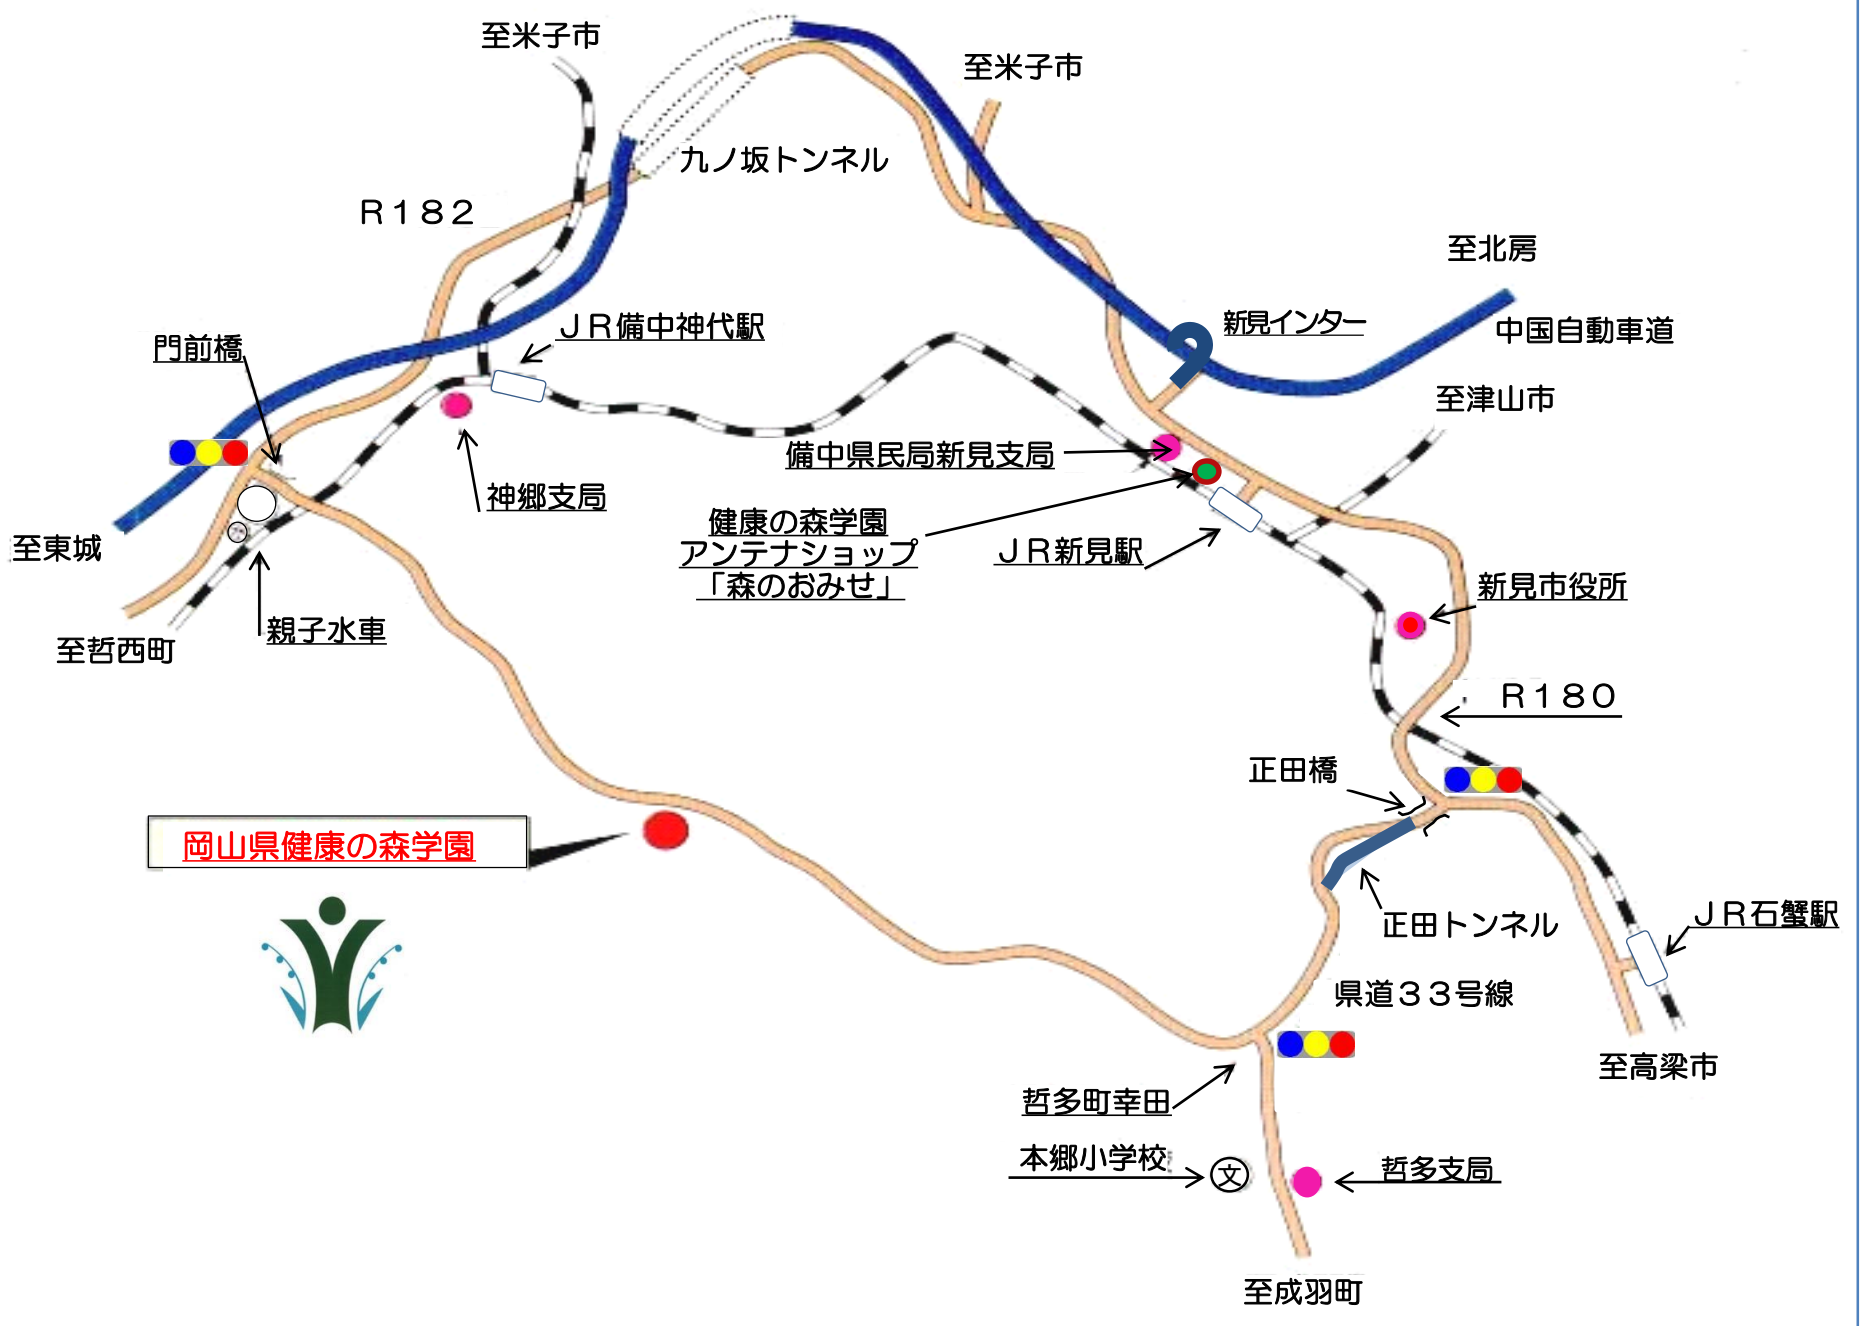 至米子市
至米子市
九ノ坂トンネル
R182
至北房
新見インター
中国自動車道
JR備中神代駅
門前橋
至津山市
備中県民局新見支局
神郷支局
健康の森学園
アンテナショップ
「森のおみせ」
JR新見駅
至東城
新見市役所
親子水車
至哲西町
R180
正田橋
岡山県健康の森学園
正田トンネル
JR石蟹駅
県道33号線
至高梁市
哲多町幸田
本郷小学校
文
哲多支局
至成羽町